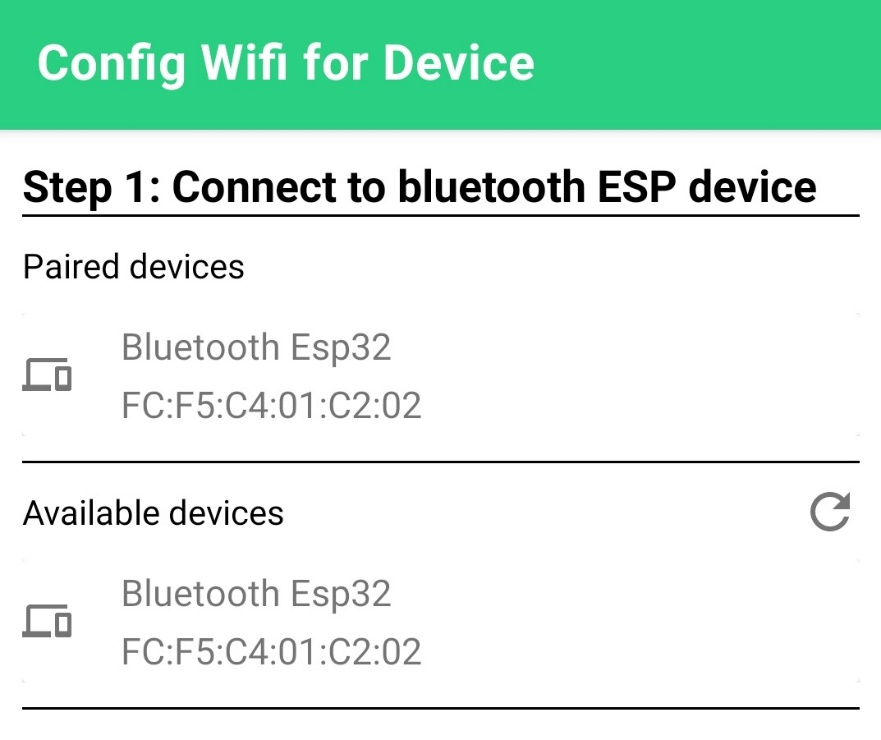 Config Wifi for Device
Step 1: Connect to bluetooth ESP device
Paired devices
Bluetooth Esp32
FC:F5:C4:01:C2:02
Available devices
Bluetooth Esp32
FC:F5:C4:01:C2:02